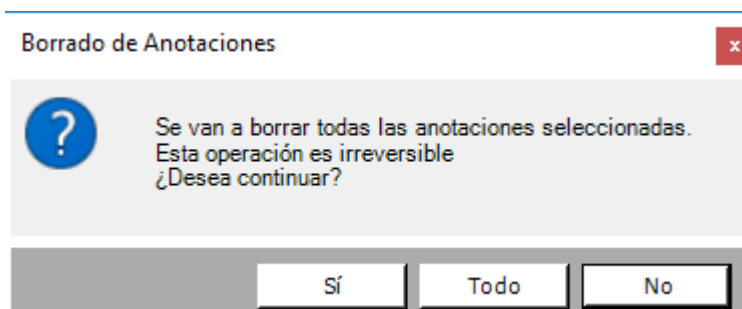 Borrado de Anotaciones
x
?
Se van a borrar todas las anotaciones seleccionadas.
Esta operación es irreversible
¿Desea continuar?
Sí Todo No